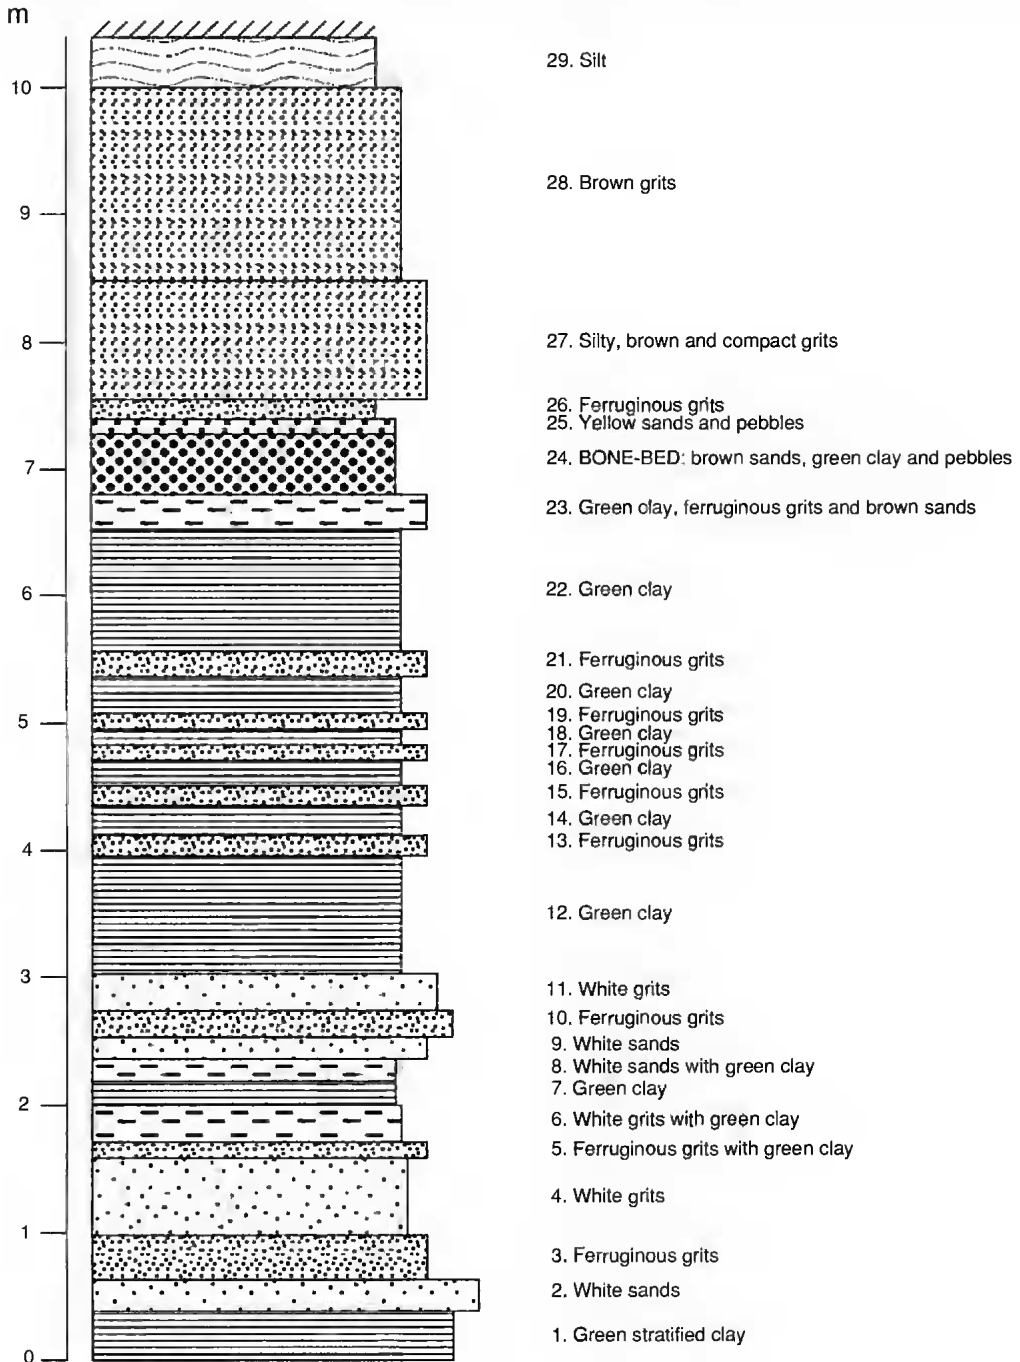 m
29. Silt
10
28. Brown grits
9
8
27. Silty, brown and compact grits
26. Ferruginous grits
25. Yellow sands and pebbles
7
24. BONE-BED: brown sands, green clay and pebbles
23. Green clay, ferruginous grits and brown sands
6
22. Green clay
21. Ferruginous grits
20. Green clay
5
19. Ferruginous grits
18. Green clay
17. Ferruginous grits
16. Green clay
15. Ferruginous grits
14. Green clay
4
13. Ferruginous grits
12. Green clay
3
11. White grits
10. Ferruginous grits
9. White sands
8. White sands with green clay
7. Green clay
2
6. White grits with green clay
5. Ferruginous grits with green clay
4. White grits
1
3. Ferruginous grits
2. White sands
1. Green stratified clay
0